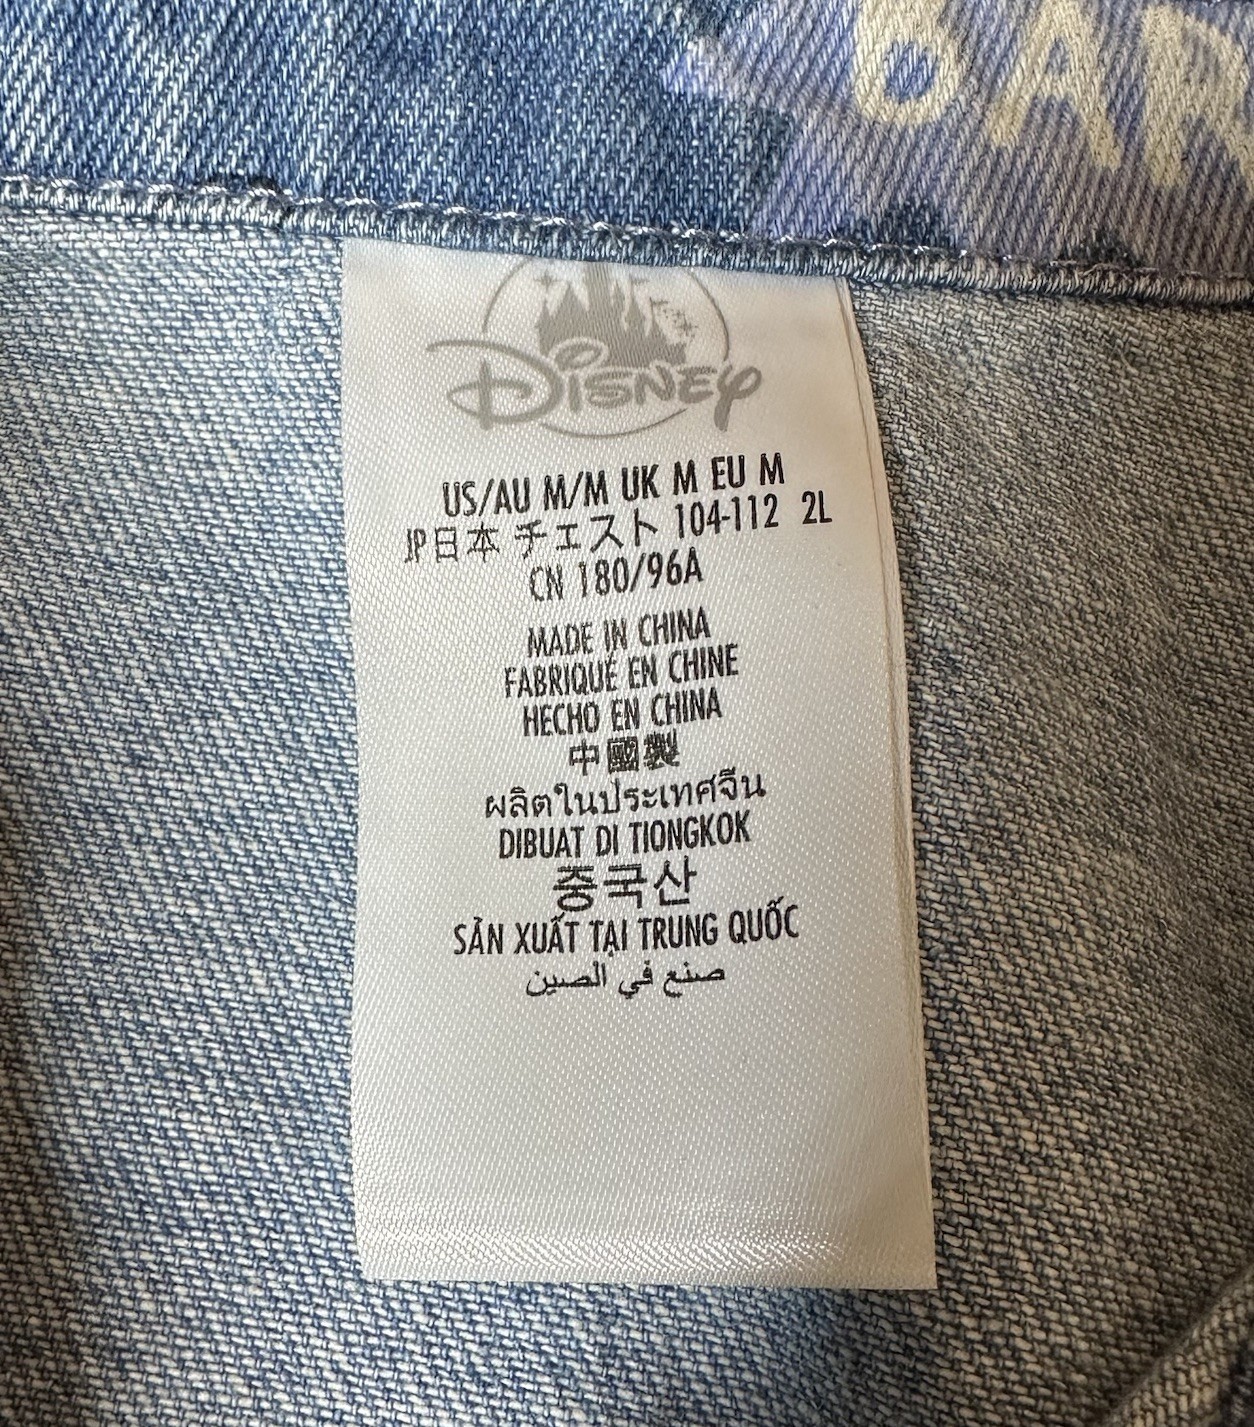 BAR
Disney
US/AU M/M UK M EU M
JP日本 チェスト 104-112 2L
CN 180/96A
MADE IN CHINA
FABRIQUÉ EN CHINE
HECHO EN CHINA
中國製
ผลิตในประเทศจีน
DIBUAT DI TIONGKOK
중국산
SẢN XUẤT TẠI TRUNG QUỐC
صنع في الصين